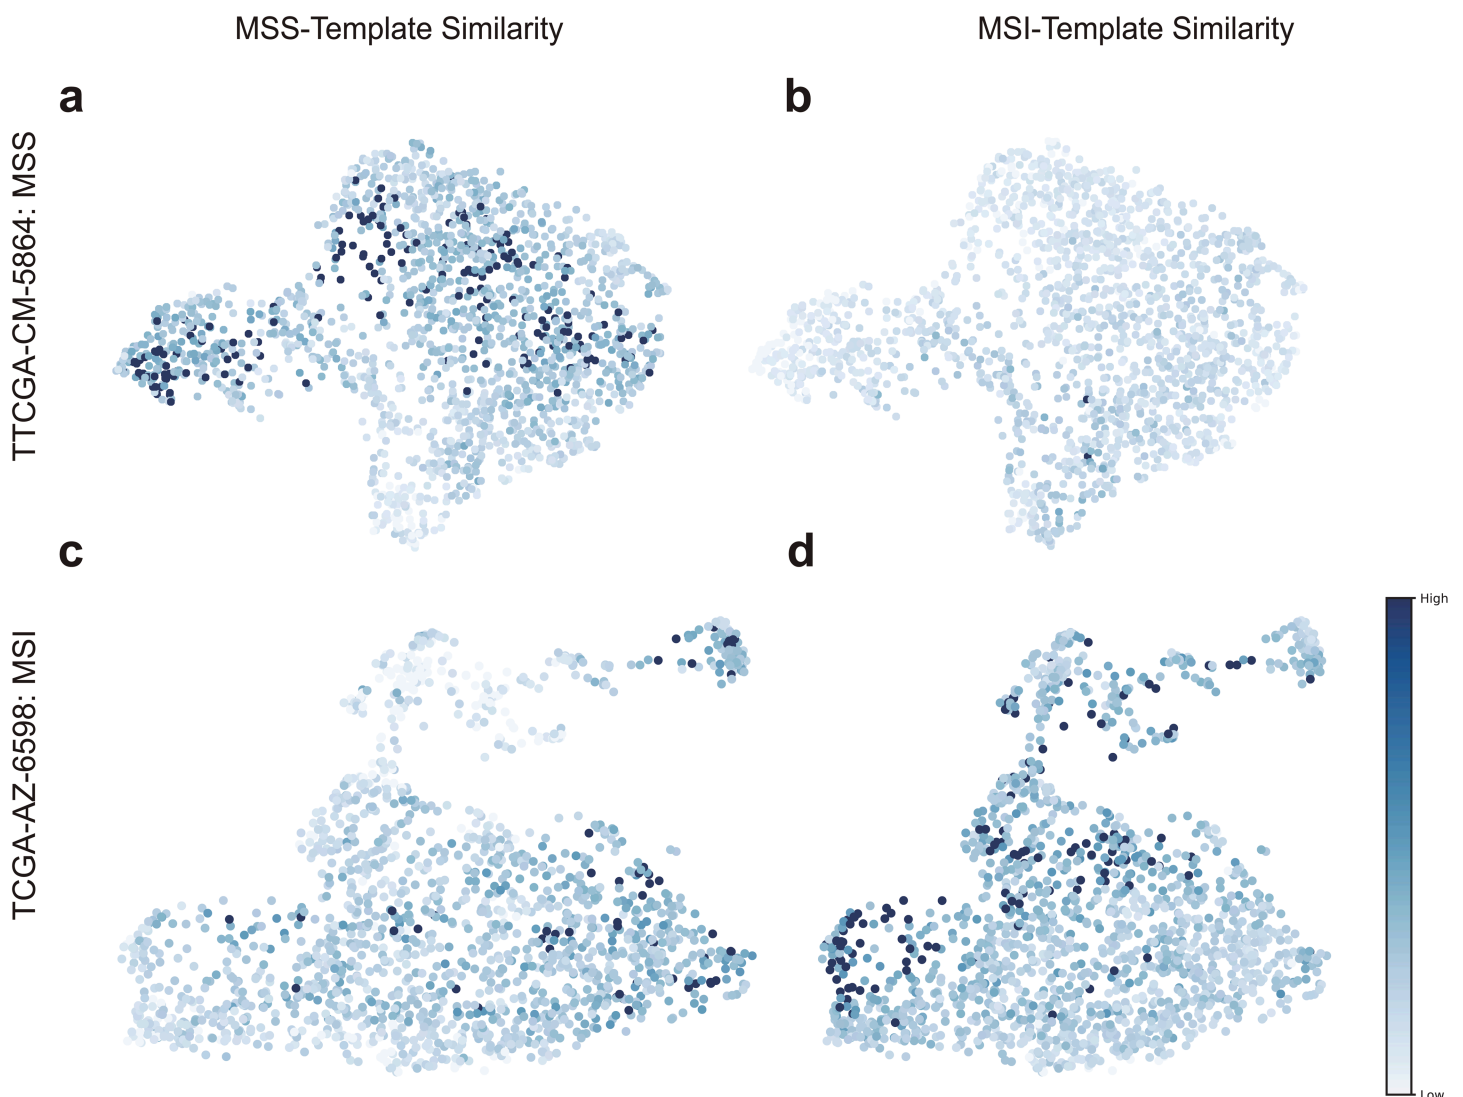 MSS-Template Similarity
MSI-Template Similarity
a
b
TTCGA-CM-5864: MSS
c
d
TCGA-AZ-6598: MSI
High
Low